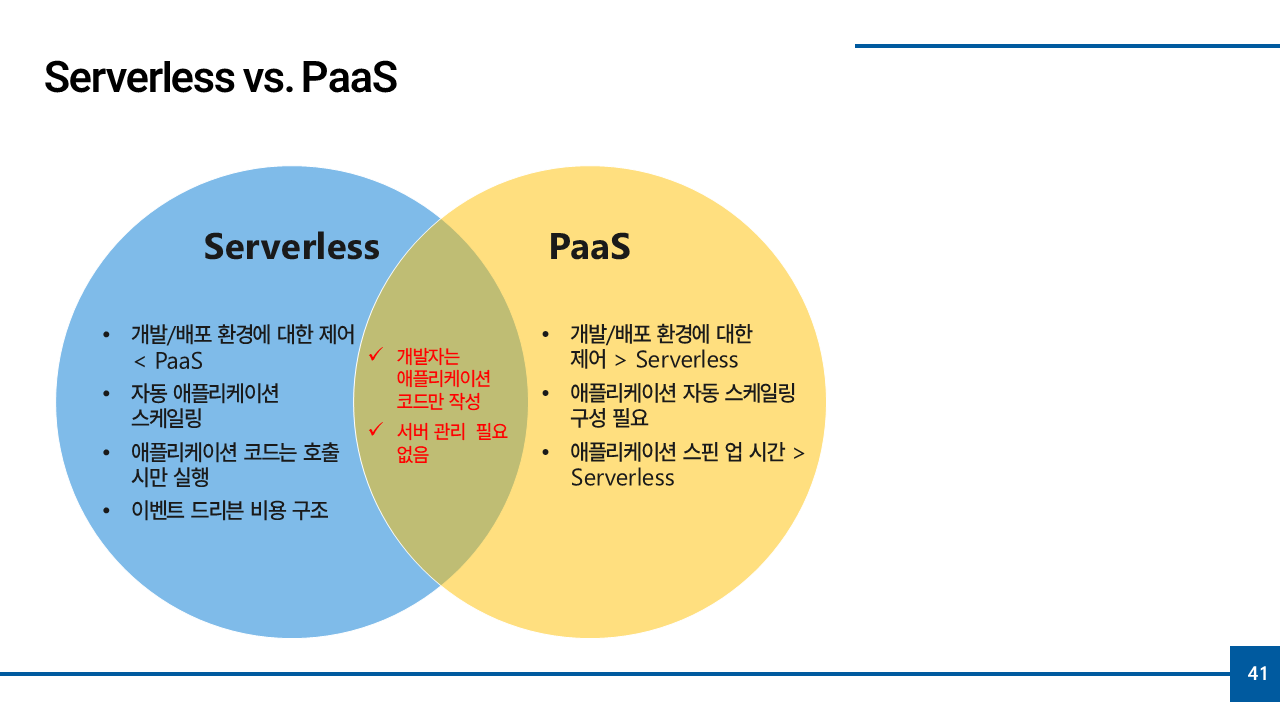 Serverless vs. PaaS
Serverless
• 개발/배포 환경에 대한 제어
< PaaS
• 자동 애플리케이션
스케일링
• 애플리케이션 코드는 호출
시만 실행
• 이벤트 드리븐 비용 구조
✓ 개발자는
애플리케이션
코드만 작성
✓ 서버 관리 필요
없음
PaaS
• 개발/배포 환경에 대한
제어 > Serverless
• 애플리케이션 자동 스케일링
구성 필요
• 애플리케이션 스핀 업 시간 >
Serverless
41